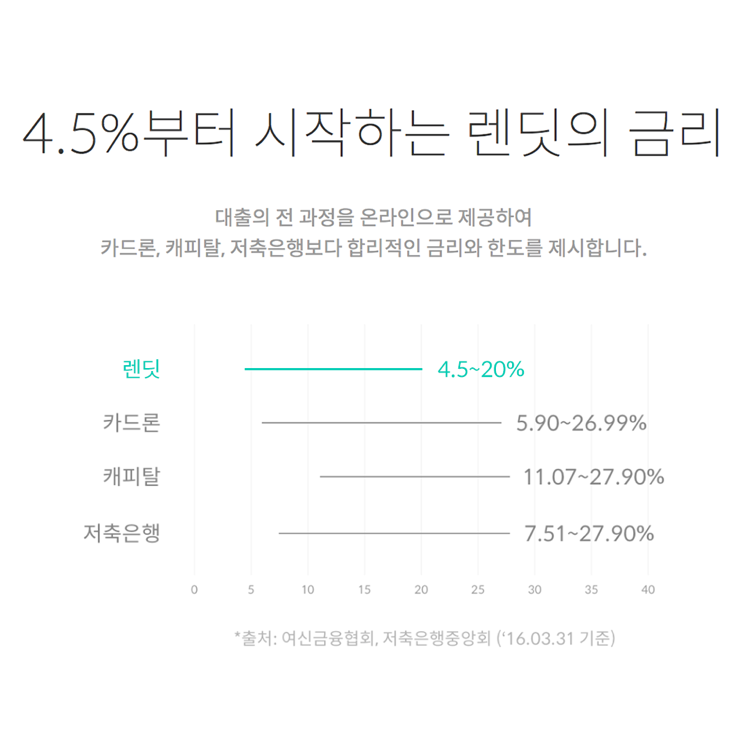 4.5%부터 시작하는 렌딧의 금리
대출의 전 과정을 온라인으로 제공하여
카드론, 캐피탈, 저축은행보다 합리적인 금리와 한도를 제시합니다.
렌딧 4.5~20%
카드론 5.90~26.99%
캐피탈 11.07~27.90%
저축은행 7.51~27.90%
0 5 10 15 20 25 30 35 40
*출처: 여신금융협회, 저축은행중앙회 (‘16.03.31 기준)